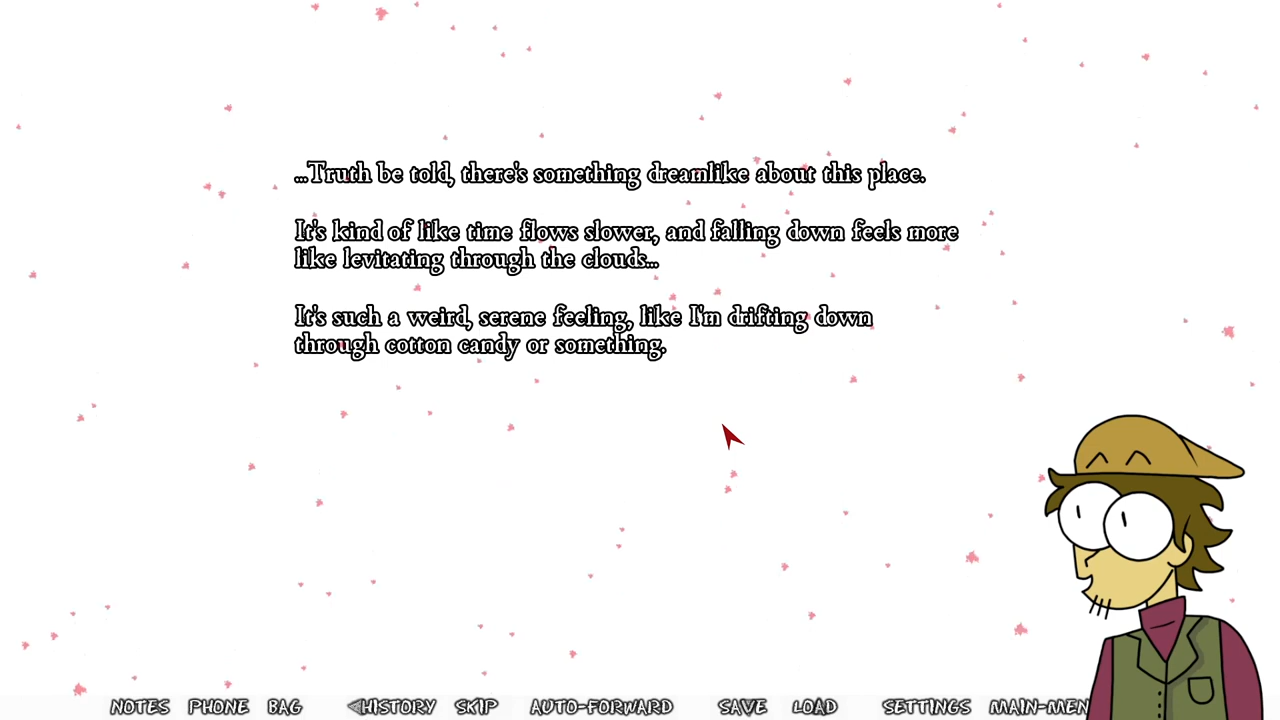 ...Truth be told, there's something dreamlike about this place.
It's kind of like time flows slower, and falling down feels more
like levitating through the clouds...
It's such a weird, serene feeling, like I'm drifting down
through cotton candy or something.
NOTES PHONE BAG <HISTORY SKIP AUTO-FORWARD SAVE LOAD SETTINGS MAIN-MEN